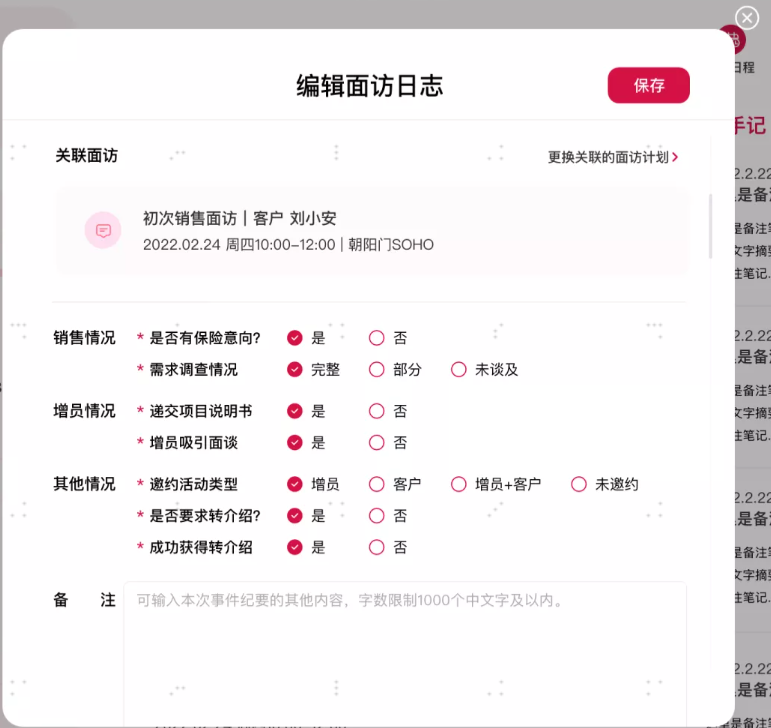 编辑面访日志
保存
日程
手记
关联面访
更换关联的面访计划
初次销售面访 | 客户 刘小安
2022.02.24 周四10:00-12:00 | 朝阳门SOHO
销售情况 * 是否有保险意向? 是 否
* 需求调查情况 完整 部分 未谈及
增员情况 * 递交项目说明书 是 否
* 增员吸引面谈 是 否
其他情况 * 邀约活动类型 增员 客户 增员+客户 未邀约
* 是否要求转介绍? 是 否
* 成功获得转介绍 是 否
备 注
可输入本次事件纪要的其他内容，字数限制1000个中文字及以内。
2.2.22
是备注
是备注笔
文字摘要
注笔记.
2.2.22
是备注
是备注笔
文字摘要
注笔记.
2.2.22
是备注
是备注笔
文字摘要
注笔记.
2.2.22